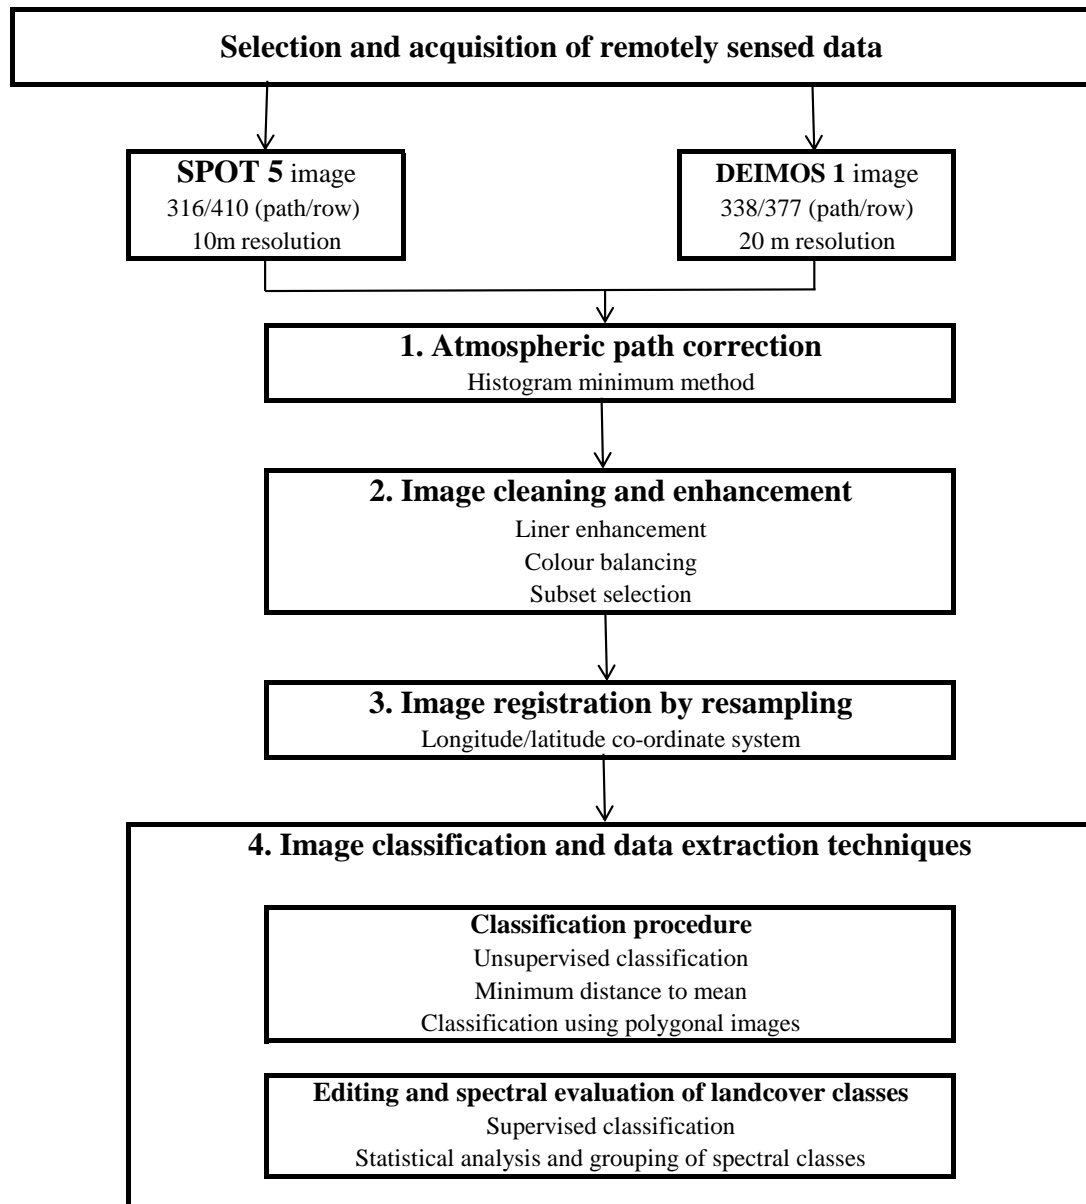 Selection and acquisition of remotely sensed data
SPOT 5 image
316/410 (path/row)
10m resolution
DEIMOS 1 image
338/377 (path/row)
20 m resolution
1. Atmospheric path correction
Histogram minimum method
2. Image cleaning and enhancement
Liner enhancement
Colour balancing
Subset selection
3. Image registration by resampling
Longitude/latitude co-ordinate system
4. Image classification and data extraction techniques
Classification procedure
Unsupervised classification
Minimum distance to mean
Classification using polygonal images
Editing and spectral evaluation of landcover classes
Supervised classification
Statistical analysis and grouping of spectral classes